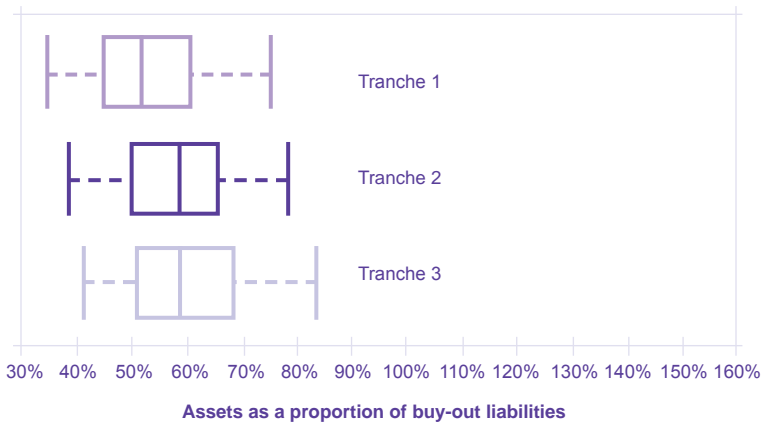 Tranche 1
Tranche 2
Tranche 3
30% 40% 50% 60% 70% 80% 90% 100% 110% 120% 130% 140% 150% 160%
Assets as a proportion of buy-out liabilities